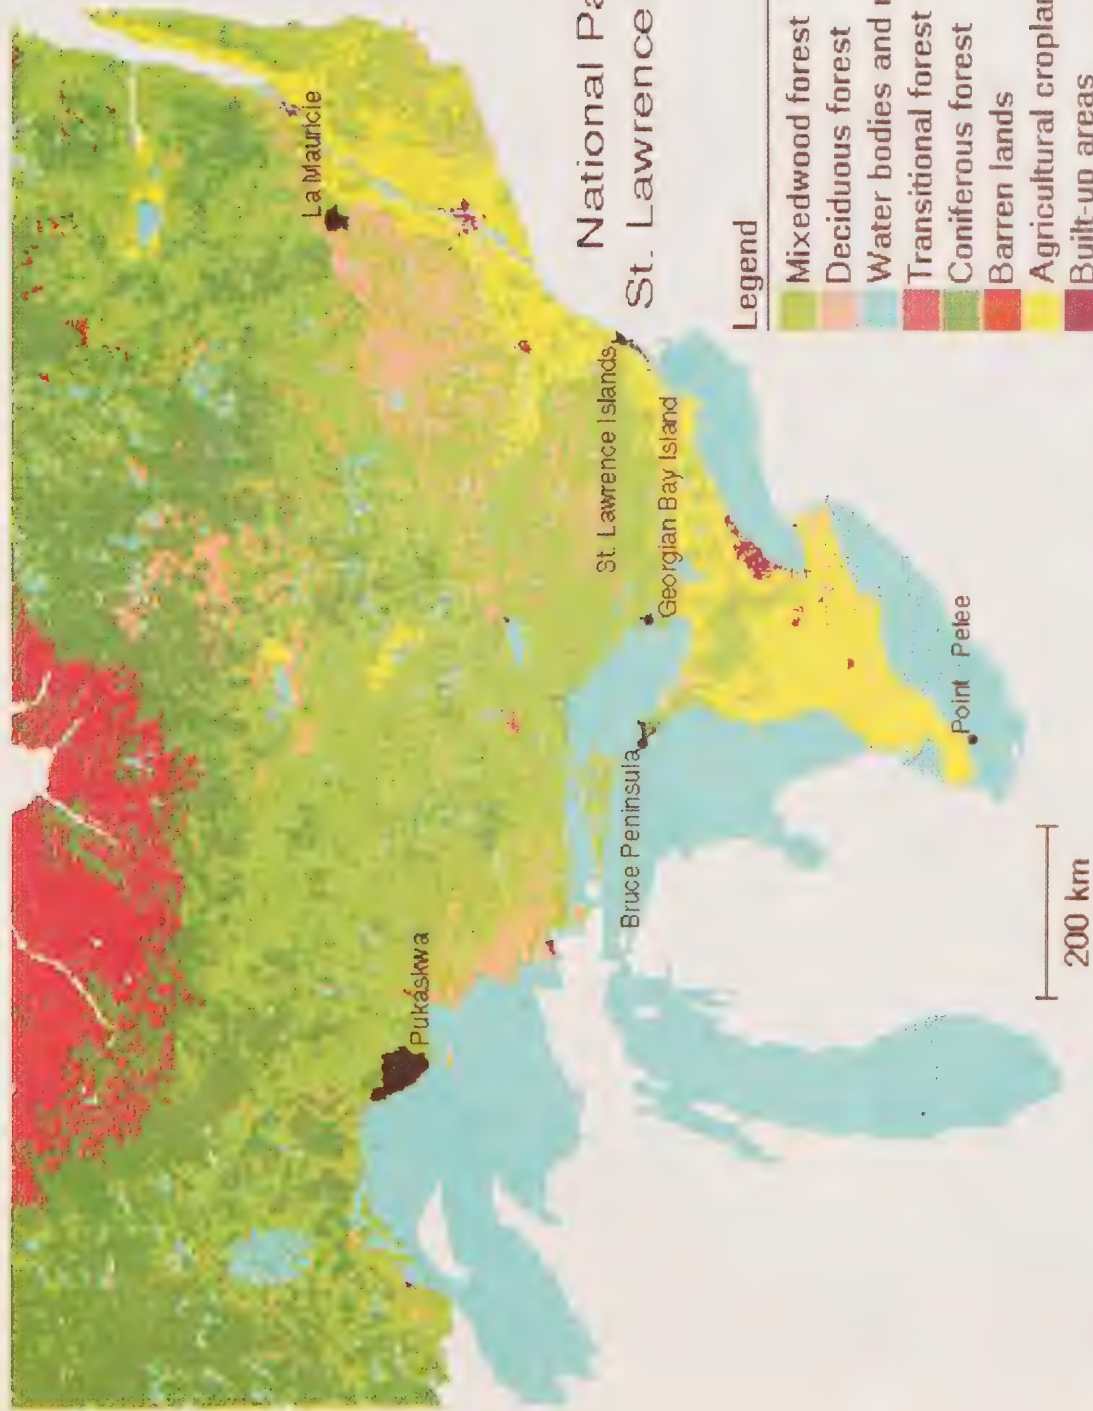 La Mauricie
Pukaskwa
St. Lawrence Islands
Bruce Peninsula
Georgian Bay Island
Point Pelee
200 km
National Pa
St. Lawrence
Legend
Mixedwood forest
Deciduous forest
Water bodies and
Transitional forest
Coniferous forest
Barren lands
Agricultural croplan
Built-up areas